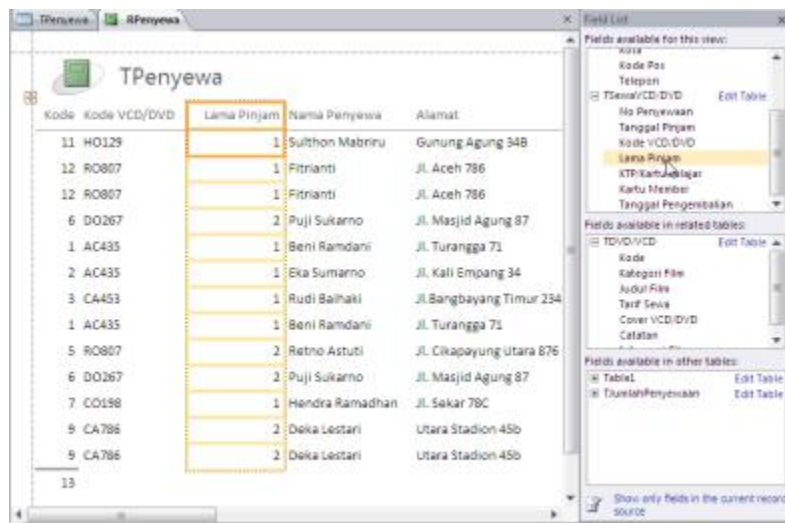 TPenyewa RPenyewa
TPenyewa
Kode Kode VCD/DVD Lama Pinjam Nama Penyewa Alamat
11 HO129 1 Sulthon Mabriru Gunung Agung 34B
12 RO807 1 Fitrianti Jl. Aceh 786
12 RO807 1 Fitrianti Jl. Aceh 786
6 DO267 2 Puji Sukarno Jl. Masjid Agung 87
1 AC435 1 Beni Ramdani Jl. Turangga 71
2 AC435 1 Eka Sumarno Jl. Kali Empang 34
3 CA453 1 Rudi Baihaki Jl.Bangbayang Timur 234
1 AC435 1 Beni Ramdani Jl. Turangga 71
5 RO807 2 Retno Astuti Jl. Cikapayung Utara 876
6 DO267 2 Puji Sukarno Jl. Masjid Agung 87
7 CO198 1 Hendra Ramadhan Jl. Sekar 78C
9 CA786 2 Deka Lestari Utara Stadion 45b
9 CA786 2 Deka Lestari Utara Stadion 45b
13
Field List
Fields available for this view:
Kota
Kode Pos
Telepon
TSewaVCD/DVD Edit Table
No Penyewaan
Tanggal Pinjam
Kode VCD/DVD
Lama Pinjam
KTP/Kartu Pelajar
Kartu Member
Tanggal Pengembalian
Fields available in related tables:
TDVD/VCD Edit Table
Kode
Kategori Film
Judul Film
Tarif Sewa
Cover VCD/DVD
Catatan
Fields available in other tables:
Table1 Edit Table
TJumlahPenyewaan Edit Table
Show only fields in the current record
source